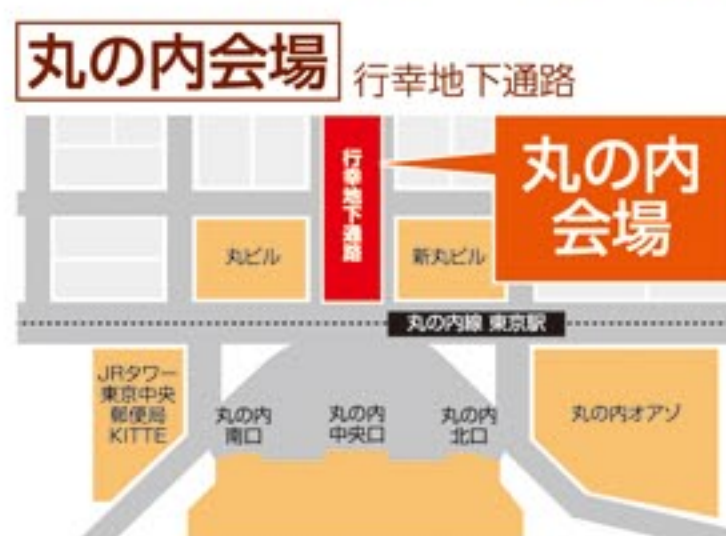 丸の内会場
行幸地下通路
行幸地下通路
丸の内
会場
丸ビル
新丸ビル
丸の内線 東京駅
JRタワー
東京中央
郵便局
KITTE
丸の内
南口
丸の内
中央口
丸の内
北口
丸の内オアゾ